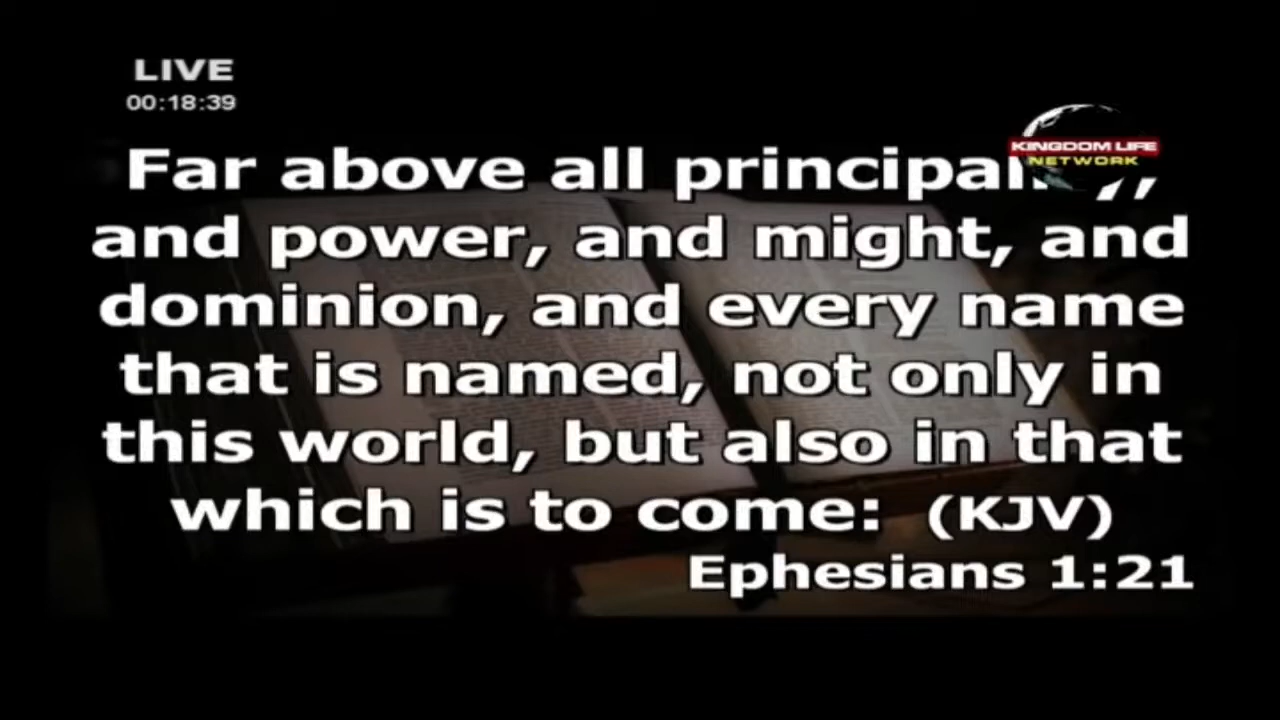 LIVE
00:18:39
KINGDOM LIFE
NETWORK
Far above all
and power, and might, and
dominion, and every name
that is named, not only in
this world, but also in that
which is to come: (KJV)
Ephesians 1:21